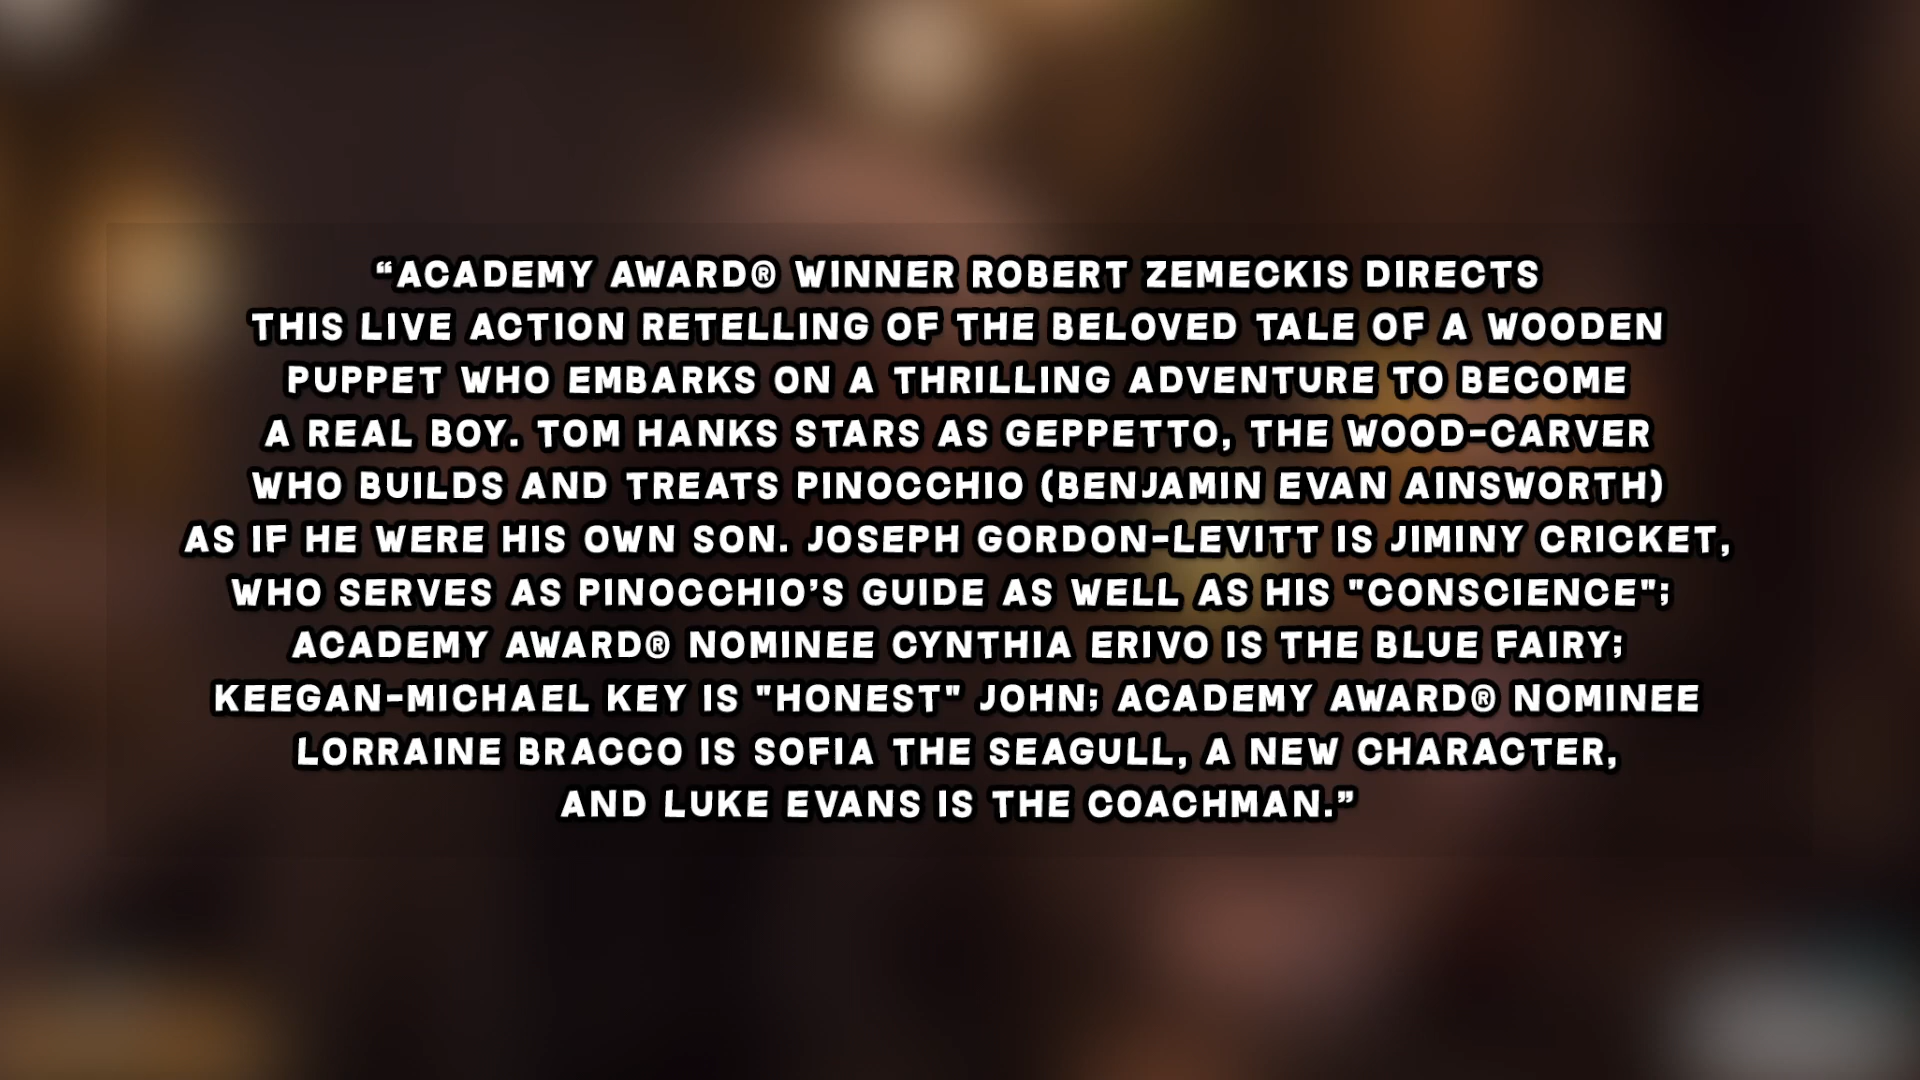 “ACADEMY AWARD® WINNER ROBERT ZEMECKIS DIRECTS
THIS LIVE ACTION RETELLING OF THE BELOVED TALE OF A WOODEN
PUPPET WHO EMBARKS ON A THRILLING ADVENTURE TO BECOME
A REAL BOY. TOM HANKS STARS AS GEPPETTO, THE WOOD-CARVER
WHO BUILDS AND TREATS PINOCCHIO (BENJAMIN EVAN AINSWORTH)
AS IF HE WERE HIS OWN SON. JOSEPH GORDON-LEVITT IS JIMINY CRICKET,
WHO SERVES AS PINOCCHIO’S GUIDE AS WELL AS HIS "CONSCIENCE";
ACADEMY AWARD® NOMINEE CYNTHIA ERIVO IS THE BLUE FAIRY;
KEEGAN-MICHAEL KEY IS "HONEST" JOHN; ACADEMY AWARD® NOMINEE
LORRAINE BRACCO IS SOFIA THE SEAGULL, A NEW CHARACTER,
AND LUKE EVANS IS THE COACHMAN.”